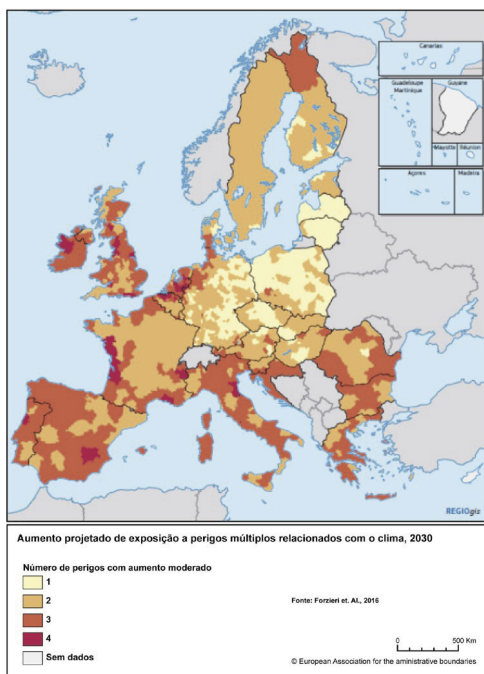 Canarias
Guadeloupe
Martinique
Guyane
Mayotte
Réunion
Açores
Madeira
REGIOgis
Aumento projetado de exposição a perigos múltiplos relacionados com o clima, 2030
Número de perigos com aumento moderado
1
2
3
4
Sem dados
Fonte: Forzieri et. Al., 2016
0 500 Km
© European Association for the aministrative boundaries